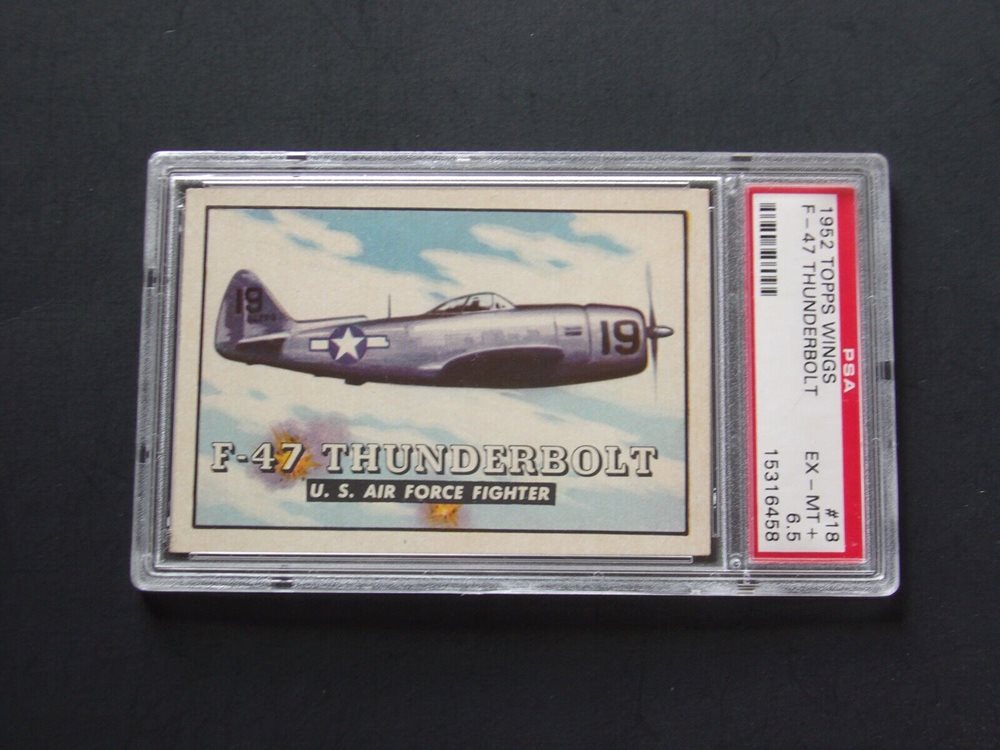 19
19
F-47 THUNDERBOLT
U. S. AIR FORCE FIGHTER
PSA
1952 TOPPS WINGS #18
F-47 THUNDERBOLT EX-MT+
6.5
15316458